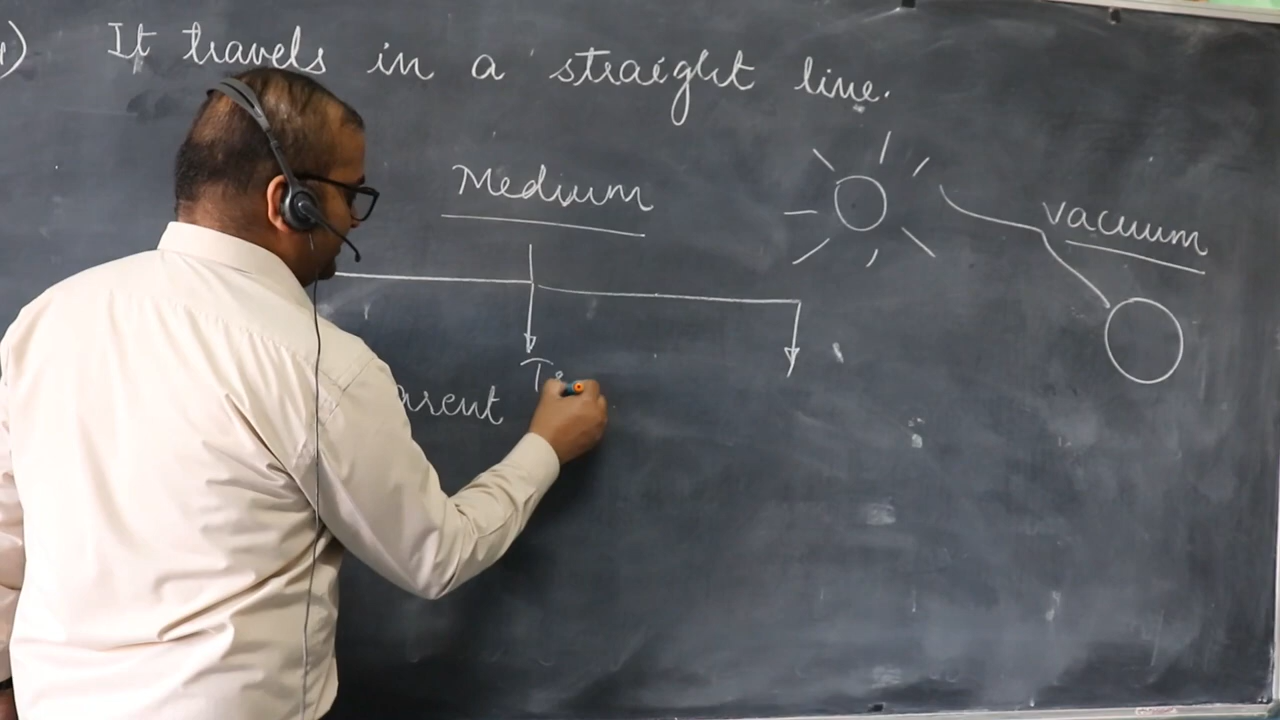 It travels in a straight line.
Medium
vacuum
arent
T